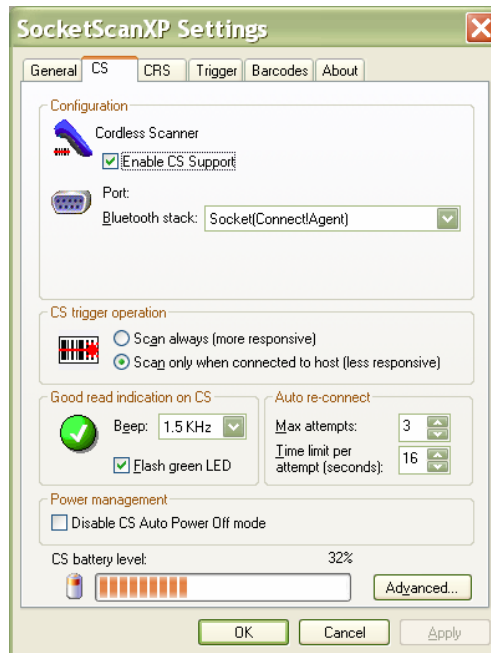 SocketScanXP Settings
General CS CRS Trigger Barcodes About
Configuration
Cordless Scanner
Enable CS Support
Port:
Bluetooth stack: Socket(Connect!Agent)
CS trigger operation
Scan always (more responsive)
Scan only when connected to host (less responsive)
Good read indication on CS
Beep: 1.5 KHz
Flash green LED
Auto re-connect
Max attempts: 3
Time limit per
attempt (seconds): 16
Power management
Disable CS Auto Power Off mode
CS battery level: 32%
Advanced...
OK Cancel Apply